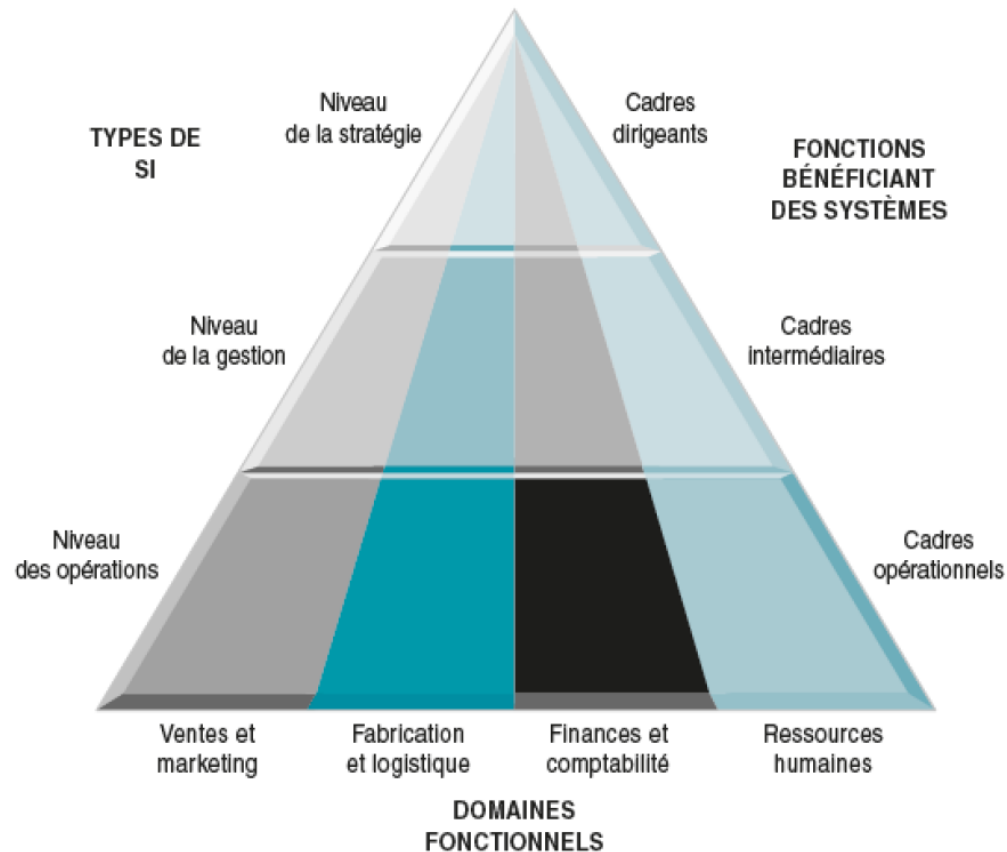 Niveau
de la stratégie
Cadres
dirigeants
TYPES DE
SI
FONCTIONS
BÉNÉFICIANT
DES SYSTÈMES
Niveau
de la gestion
Cadres
intermédiaires
Niveau
des opérations
Cadres
opérationnels
Ventes et
marketing
Fabrication
et logistique
Finances et
comptabilité
Ressources
humaines
DOMAINES
FONCTIONNELS